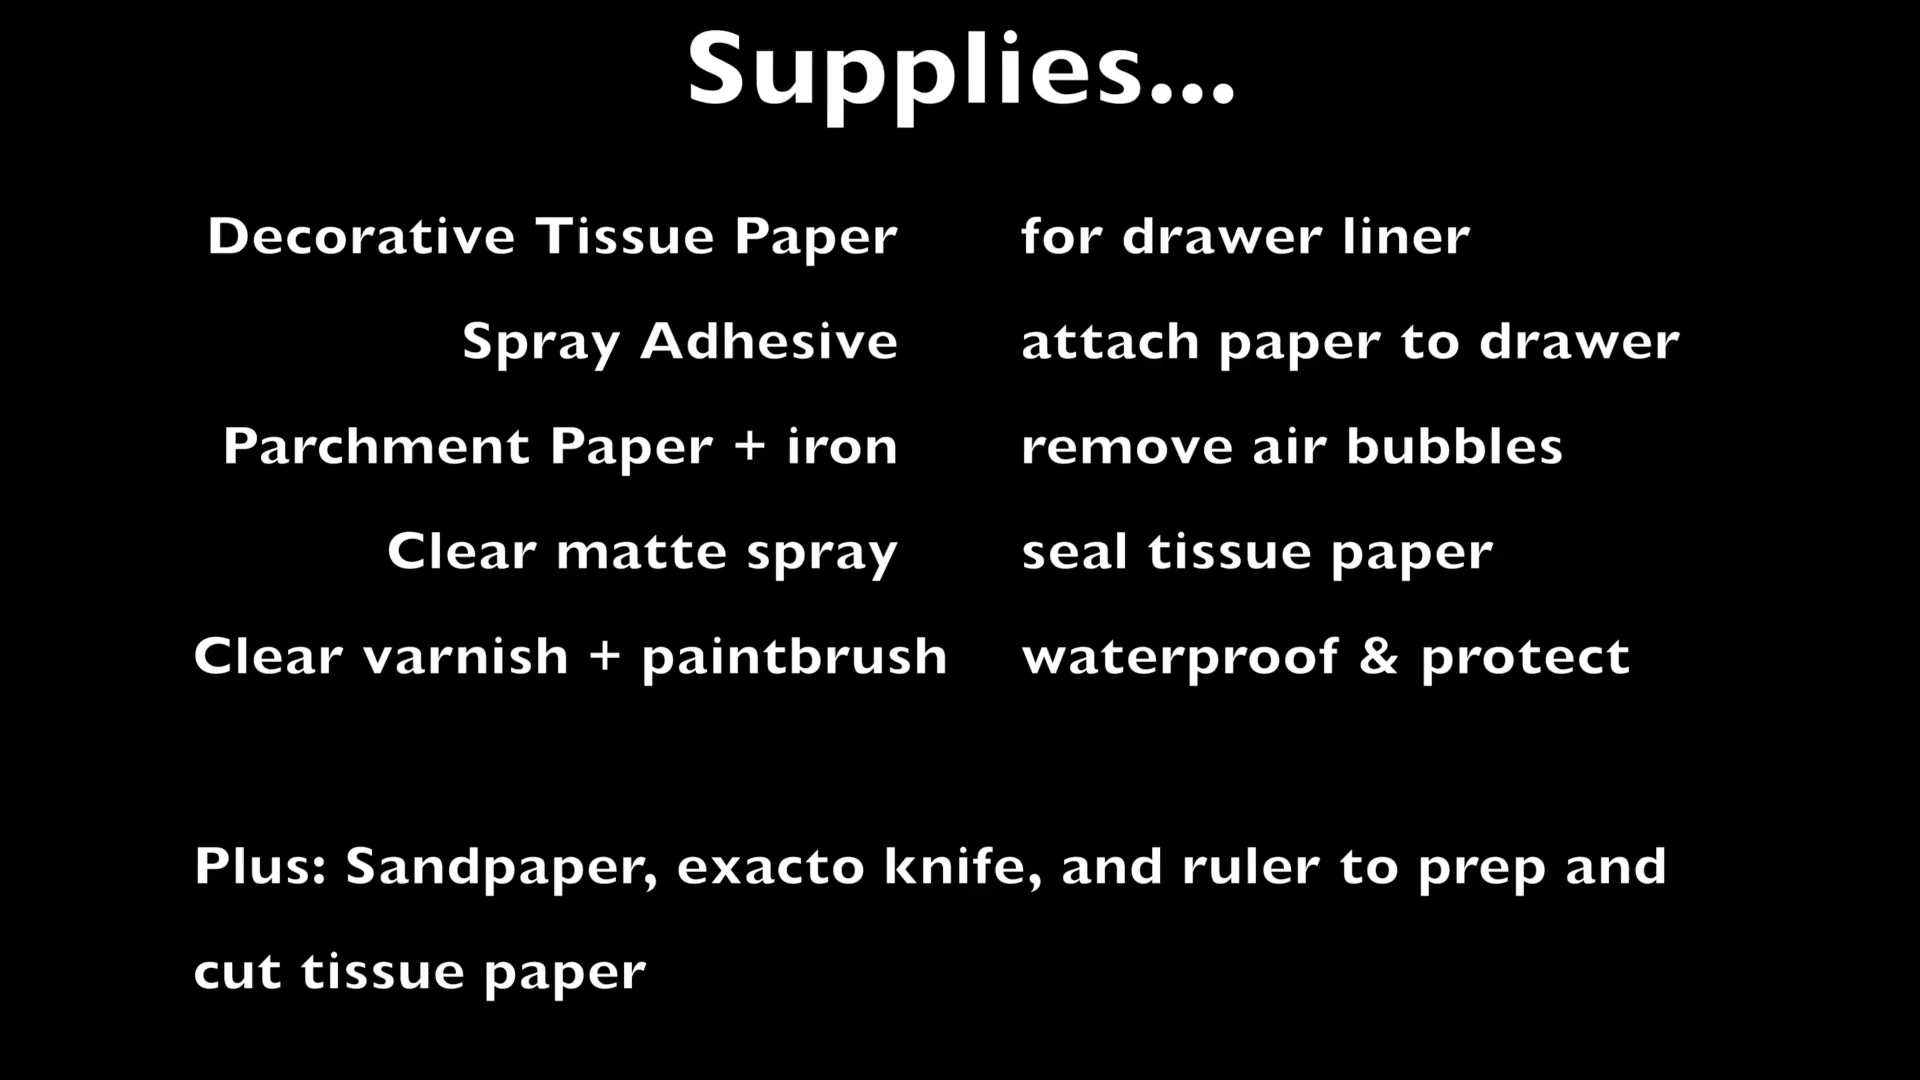 Supplies...
Decorative Tissue Paper for drawer liner
Spray Adhesive attach paper to drawer
Parchment Paper + iron remove air bubbles
Clear matte spray seal tissue paper
Clear varnish + paintbrush waterproof & protect
Plus: Sandpaper, exacto knife, and ruler to prep and
cut tissue paper